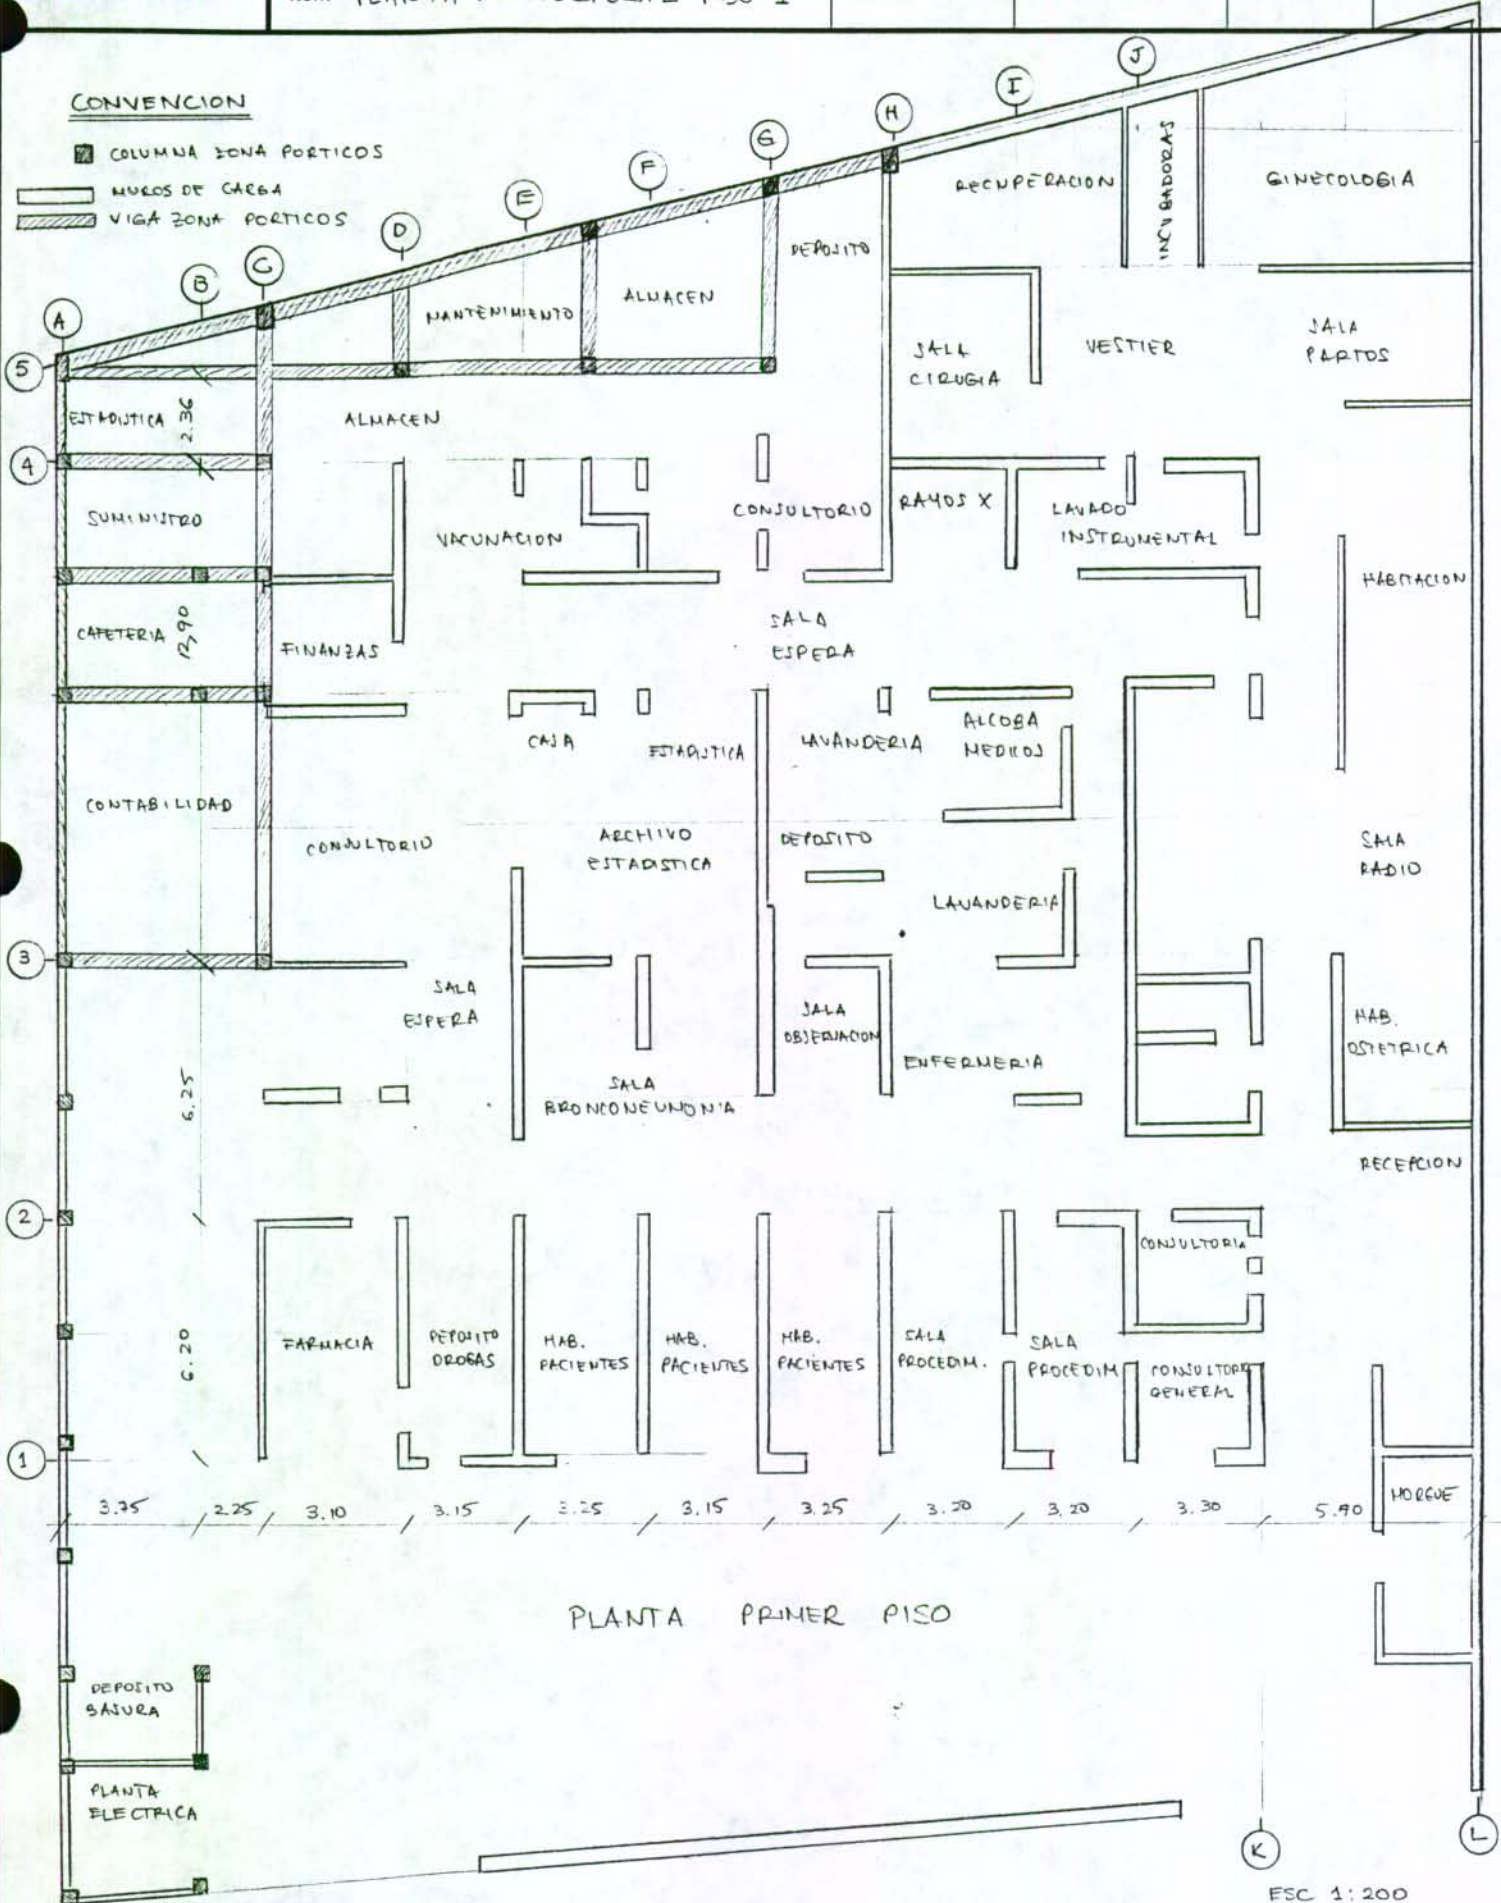 CONVENCION
COLUMNA ZONA PORTICOS
MUROS DE CARGA
VIGA ZONA PORTICOS
A
B
C
D
E
F
G
H
I
J
RECUPERACION
INCUBADORAS
GINECOLOGIA
DEPOSITO
ALMACEN
MANTENIMIENTO
5
SALA
CIRUGIA
VESTIER
SALA
PARTOS
ESTADISTICA
2.36
ALMACEN
4
SUMINISTRO
VACUNACION
CONSULTORIO
RAYOS X
LAVADO
INSTRUMENTAL
HABITACION
CAFETERIA
12,90
FINANZAS
SALA
ESPERA
CAJA
ESTADISTICA
LAVANDERIA
ALCOBA
MEDICOS
CONTABILIDAD
CONSULTORIO
ARCHIVO
ESTADISTICA
DEPOSITO
SALA
RADIO
LAVANDERIA
3
SALA
ESPERA
SALA
OBSERVACION
HAB.
OSTETRICA
ENFERMERIA
6.25
SALA
BRONCONEUMONIA
RECEPCION
2
CONSULTORIA
6.20
FARMACIA
DEPOSITO
DROGAS
HAB.
PACIENTES
HAB.
PACIENTES
HAB.
PACIENTES
SALA
PROCEDIM.
SALA
PROCEDIM
CONSULTORIO
GENERAL
1
3.75 2.25 3.10 3.15 3.25 3.15 3.25 3.20 3.20 3.30 5.90
MORGUE
PLANTA PRIMER PISO
DEPOSITO
BASURA
PLANTA
ELECTRICA
K
L
ESC 1:200